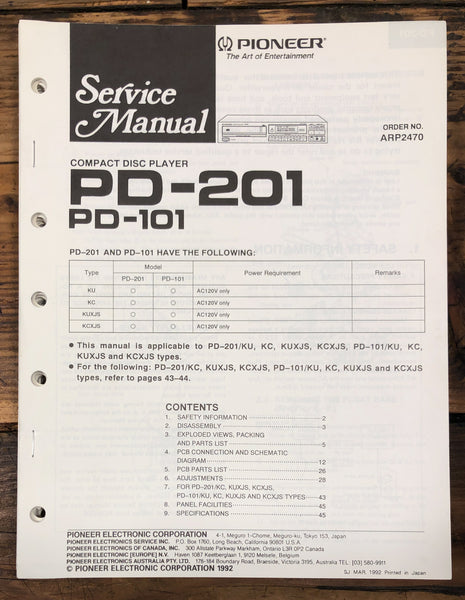 PIONEER®
The Art of Entertainment
Service
Manual
ORDER NO.
ARP2470
COMPACT DISC PLAYER
PD-201
PD-101
PD-201 AND PD-101 HAVE THE FOLLOWING:
Type Model Power Requirement Remarks
PD-201 PD-101
KU ○ ○ AC120V only
KC ○ ○ AC120V only
KUXJS ○ ○ AC120V only
KCXJS ○ ○ AC120V only
● This manual is applicable to PD-201/KU, KC, KUXJS, KCXJS, PD-101/KU, KC,
KUXJS and KCXJS types.
● For the following: PD-201/KC, KUXJS, KCXJS, PD-101/KU, KC, KUXJS and KCXJS
types, refer to pages 43-44.
CONTENTS
1. SAFETY INFORMATION 2
2. DISASSEMBLY 3
3. EXPLODED VIEWS, PACKING
AND PARTS LIST 5
4. PCB CONNECTION AND SCHEMATIC
DIAGRAM 12
5. PCB PARTS LIST 26
6. ADJUSTMENTS 28
7. FOR PD-201/KC, KUXJS, KCXJS,
PD-101/KU, KC, KUXJS AND KCXJS TYPES 43
8. PANEL FACILITIES 45
9. SPECIFICATIONS 45
PIONEER ELECTRONIC CORPORATION 4-1, Meguro 1-Chome, Meguro-ku, Tokyo 153, Japan
PIONEER ELECTRONICS SERVICE INC. P.O. Box 1760, Long Beach, California 90801 U.S.A.
PIONEER ELECTRONICS OF CANADA, INC. 300 Allstate Parkway Markham, Ontario L3R 0P2 Canada
PIONEER ELECTRONIC [EUROPE] N.V. Haven 1087 Keetberglaan 1, 9120 Melsele, Belgium
PIONEER ELECTRONICS AUSTRALIA PTY. LTD. 178-184 Boundary Road, Braeside, Victoria 3195, Australia TEL: [03] 580-9911
© PIONEER ELECTRONIC CORPORATION 1992
SJ MAR. 1992 Printed in Japan